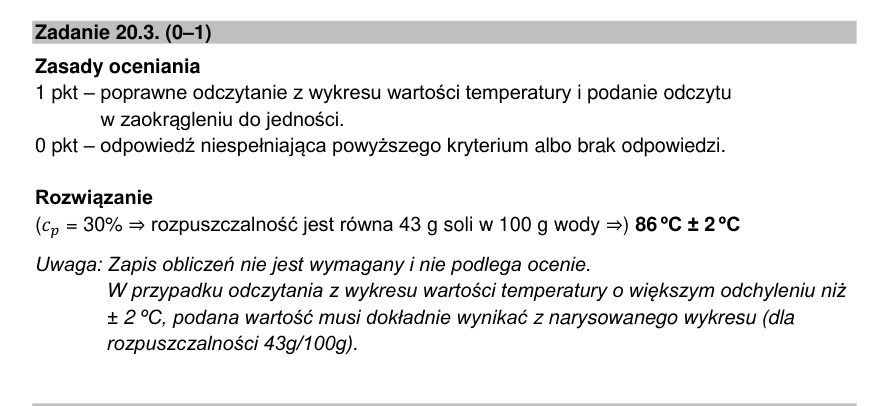 Zadanie 20.3. (0–1)
Zasady oceniania
1 pkt – poprawne odczytanie z wykresu wartości temperatury i podanie odczytu
w zaokrągleniu do jedności.
0 pkt – odpowiedź niespełniająca powyższego kryterium albo brak odpowiedzi.
Rozwiązanie
(cₚ = 30% ⇒ rozpuszczalność jest równa 43 g soli w 100 g wody ⇒) 86 ºC ± 2 ºC
Uwaga: Zapis obliczeń nie jest wymagany i nie podlega ocenie.
W przypadku odczytania z wykresu wartości temperatury o większym odchyleniu niż
± 2 ºC, podana wartość musi dokładnie wynikać z narysowanego wykresu (dla
rozpuszczalności 43g/100g).